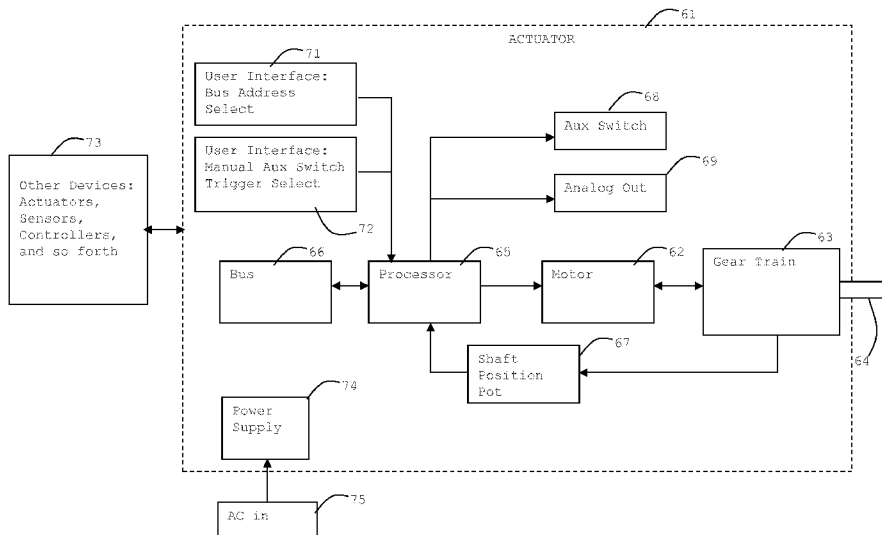 61
ACTUATOR
71
User Interface:
Bus Address
Select
68
Aux Switch
73
User Interface:
Manual Aux Switch
Trigger Select
72
69
Analog Out
Other Devices:
Actuators,
Sensors,
Controllers,
and so forth
66
Bus
65
Processor
62
Motor
63
Gear Train
64
67
Shaft
Position
Pot
74
Power
Supply
75
AC in